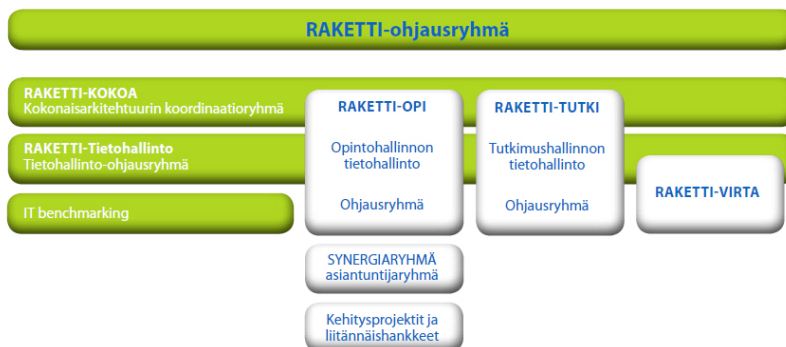 RAKETTI-ohjausryhmä
RAKETTI-KOKOA
Kokonaisarkitehtuurin koordinaatioryhmä
RAKETTI-Tietohallinto
Tietohallinto-ohjausryhmä
IT benchmarking
RAKETTI-OPI
Opintohallinnon
tietohallinto
Ohjausryhmä
SYNERGIARYHMÄ
asiantuntijaryhmä
Kehitysprojektit ja
liitännäishankkeet
RAKETTI-TUTKI
Tutkimushallinnon
tietohallinto
Ohjausryhmä
RAKETTI-VIRTA